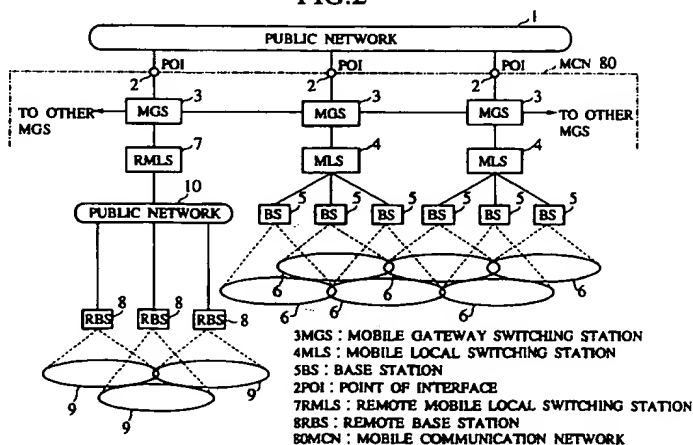 FIG.2
1
PUBLIC NETWORK
POI POI POI MCN 80
2 2 2
3 3 3
MGS MGS MGS
TO OTHER MGS
TO OTHER MGS
7 4 4
RMLS MLS MLS
10
PUBLIC NETWORK
5 5 5 5 5 5
BS BS BS BS BS BS
6 6
6 6 6 6
8 8 8
RBS RBS RBS
9 9 9
3MGS : MOBILE GATEWAY SWITCHING STATION
4MLS : MOBILE LOCAL SWITCHING STATION
5BS : BASE STATION
2POI : POINT OF INTERFACE
7RMLS : REMOTE MOBILE LOCAL SWITCHING STATION
8RBS : REMOTE BASE STATION
80MCN : MOBILE COMMUNICATION NETWORK